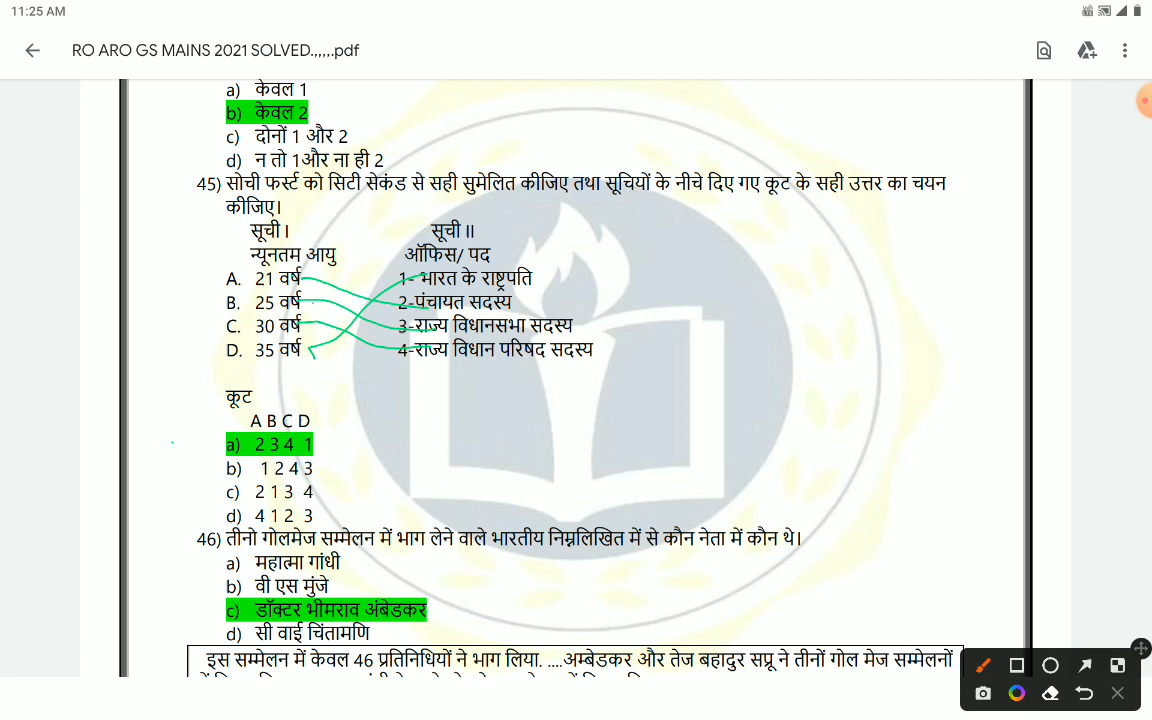 11:25 AM
RO ARO GS MAINS 2021 SOLVED.,,,,,.pdf
a) केवल 1
b) केवल 2
c) दोनों 1 और 2
d) न तो 1और ना ही 2
45) सोची फर्स्ट को सिटी सेकंड से सही सुमेलित कीजिए तथा सूचियों के नीचे दिए गए कूट के सही उत्तर का चयन
कीजिए।
सूची I सूची II
न्यूनतम आयु ऑफिस/ पद
A. 21 वर्ष 1- भारत के राष्ट्रपति
B. 25 वर्ष 2-पंचायत सदस्य
C. 30 वर्ष 3-राज्य विधानसभा सदस्य
D. 35 वर्ष 4-राज्य विधान परिषद सदस्य
कूट
A B C D
a) 2 3 4 1
b) 1 2 4 3
c) 2 1 3 4
d) 4 1 2 3
46) तीनो गोलमेज सम्मेलन में भाग लेने वाले भारतीय निम्नलिखित में से कौन नेता में कौन थे।
a) महात्मा गांधी
b) वी एस मुंजे
c) डॉक्टर भीमराव अंबेडकर
d) सी वाई चिंतामणि
इस सम्मेलन में केवल 46 प्रतिनिधियों ने भाग लिया. ....अम्बेडकर और तेज बहादुर सप्रू ने तीनों गोल मेज सम्मेलनों